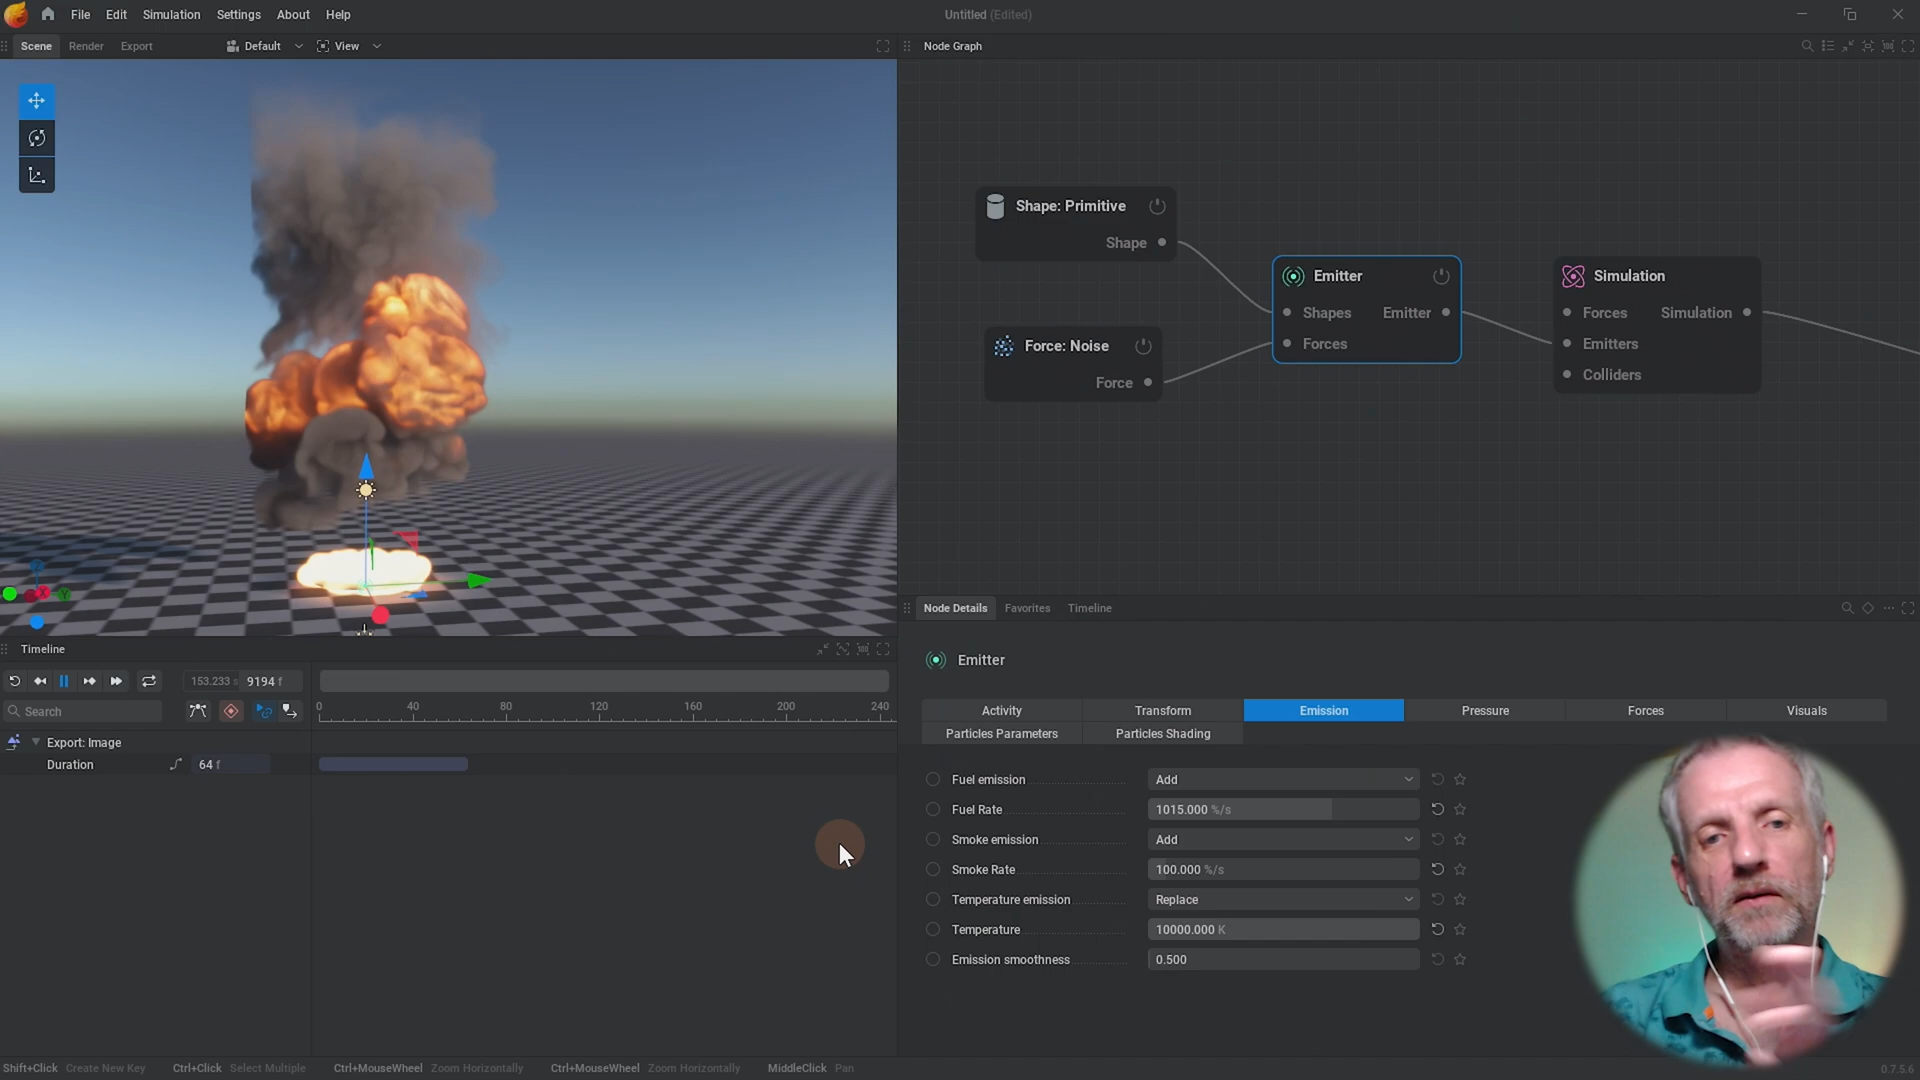 File Edit Simulation Settings About Help
Untitled (Edited)
Scene Render Export Default View
Node Graph
Shape: Primitive
Shape
Force: Noise
Force
Emitter
Shapes Emitter
Forces
Simulation
Forces Simulation
Emitters
Colliders
Timeline
153.233 s 9194 f
Search
0 40 80 120 160 200 240
Export: Image
Duration 64 f
Node Details Favorites Timeline
Emitter
Activity Transform Emission Pressure Forces Visuals
Particles Parameters Particles Shading
Fuel emission Add
Fuel Rate 1015.000 %/s
Smoke emission Add
Smoke Rate 100.000 %/s
Temperature emission Replace
Temperature 10000.000 K
Emission smoothness 0.500
Shift+Click Create New Key Ctrl+Click Select Multiple Ctrl+MouseWheel Zoom Horizontally Ctrl+MouseWheel Zoom Horizontally MiddleClick Pan 0.7.5.6